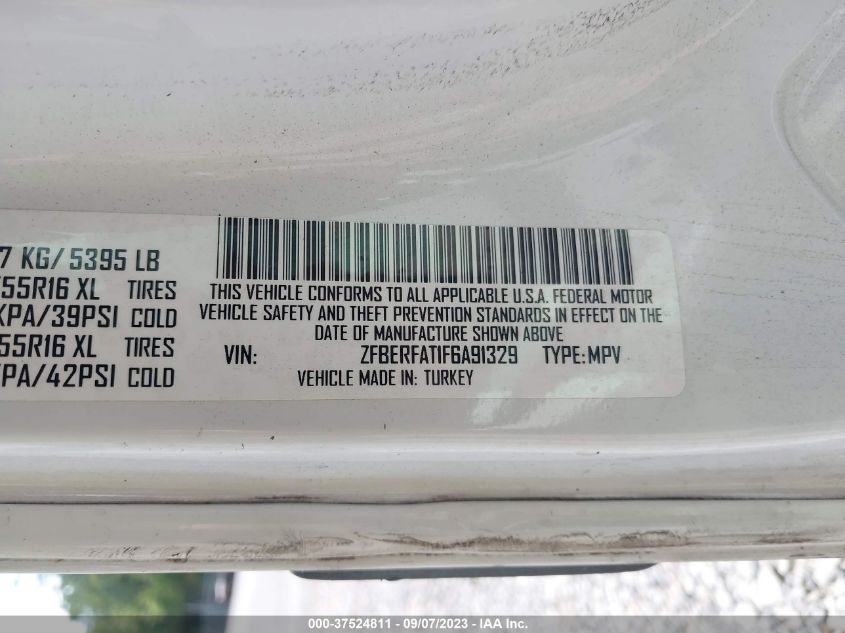 7 KG/ 5395 LB
55R16 XL TIRES
KPA/39PSI COLD
55R16 XL TIRES
PA/42PSI COLD
THIS VEHICLE CONFORMS TO ALL APPLICABLE U.S.A. FEDERAL MOTOR
VEHICLE SAFETY AND THEFT PREVENTION STANDARDS IN EFFECT ON THE
DATE OF MANUFACTURE SHOWN ABOVE
VIN: ZFBERFAT1F6A91329 TYPE:MPV
VEHICLE MADE IN: TURKEY
000-37524811 - 09/07/2023 - IAA Inc.